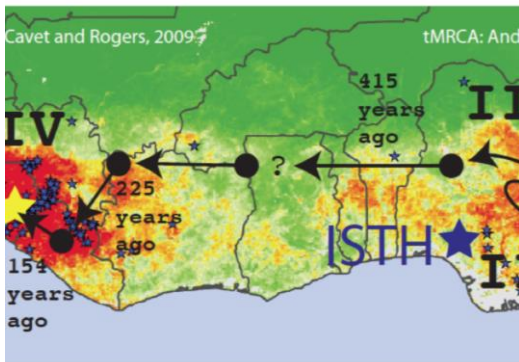 Cavet and Rogers, 2009
tMRCA: And
415
years
ago
II
IV
?
225
years
ago
ISTH
I
154
years
ago